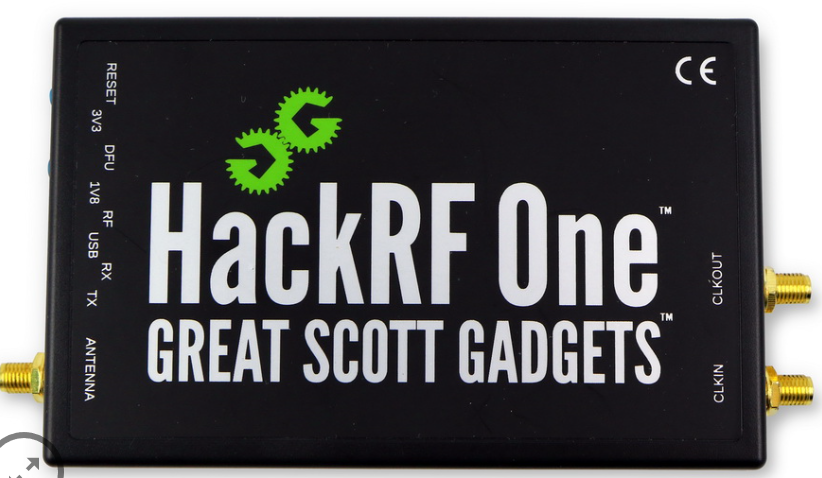 CE
RESET
3V3
DFU
1V8
RF
USB
RX
TX
ANTENNA
HackRF One™
GREAT SCOTT GADGETS™
CLKOUT
CLKIN